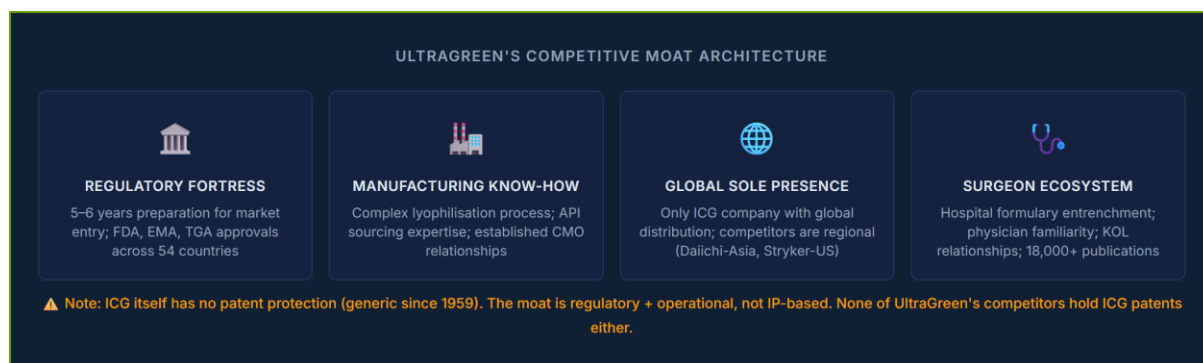 ULTRAGREEN'S COMPETITIVE MOAT ARCHITECTURE
REGULATORY FORTRESS
5–6 years preparation for market
entry; FDA, EMA, TGA approvals
across 54 countries
MANUFACTURING KNOW-HOW
Complex lyophilisation process; API
sourcing expertise; established CMO
relationships
GLOBAL SOLE PRESENCE
Only ICG company with global
distribution; competitors are regional
(Daiichi-Asia, Stryker-US)
SURGEON ECOSYSTEM
Hospital formulary entrenchment;
physician familiarity; KOL
relationships; 18,000+ publications
⚠ Note: ICG itself has no patent protection (generic since 1959). The moat is regulatory + operational, not IP-based. None of UltraGreen's competitors hold ICG patents
either.